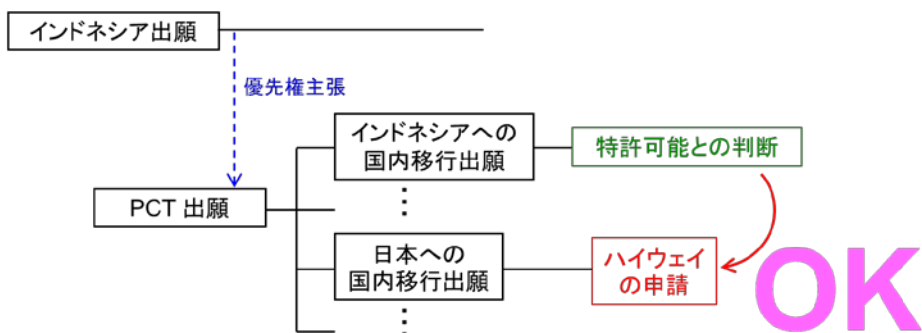 インドネシア出願
優先権主張
インドネシアへの
国内移行出願
特許可能との判断
PCT 出願
日本への
国内移行出願
ハイウェイ
の申請
OK